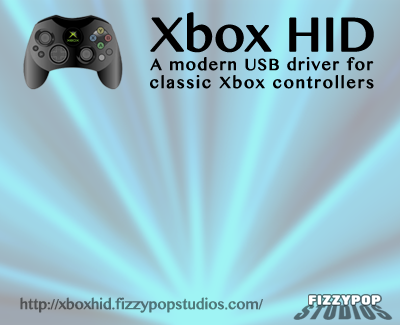 Xbox HID
A modern USB driver for
classic Xbox controllers
http://xboxhid.fizzypopstudios.com/
FIZZYPOP
STUDIOS